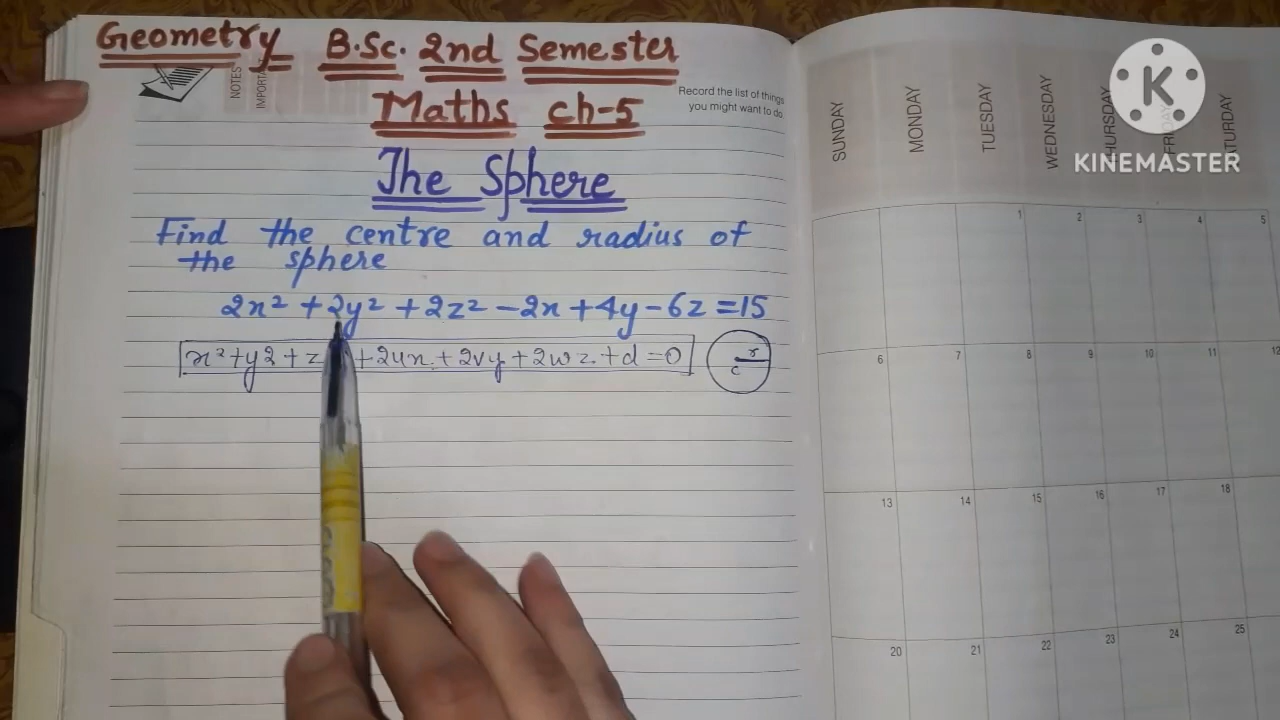 Geometry B.Sc. 2nd Semester
Maths ch-5
NOTES
IMPORTANT
Record the list of things
you might want to do
The Sphere
Find the centre and radius of
the sphere
2x² + 2y² + 2z² - 2x + 4y - 6z = 15
x² + y2 + z + 2ux + 2vy + 2wz + d = 0
r
c
SUNDAY MONDAY TUESDAY WEDNESDAY THURSDAY FRIDAY SATURDAY
K
KINEMASTER
1 2 3 4 5
6 7 8 9 10 11 12
13 14 15 16 17 18
20 21 22 23 24 25